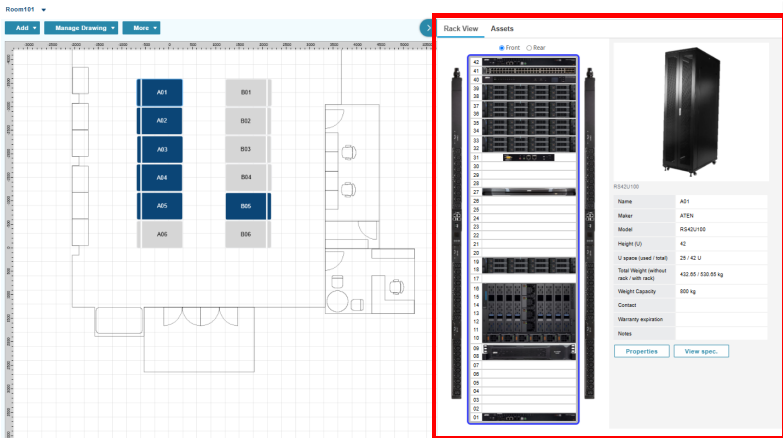 Room101
Add
Manage Drawing
More
A01
B01
A02
B02
A03
B03
A04
B04
A05
B05
A06
B06
Rack View
Assets
Front
Rear
42
41
40
39
38
37
36
35
34
33
32
31
30
29
28
27
26
25
24
23
22
21
20
19
18
17
16
15
14
13
12
11
10
09
08
07
06
05
04
03
02
01
RS42U100
Name A01
Maker ATEN
Model RS42U100
Height (U) 42
U space (used / total) 25 / 42 U
Total Weight (without
rack / with rack)
Weight Capacity 800 kg
Contact
Warranty expiration
Notes
Properties
View spec.